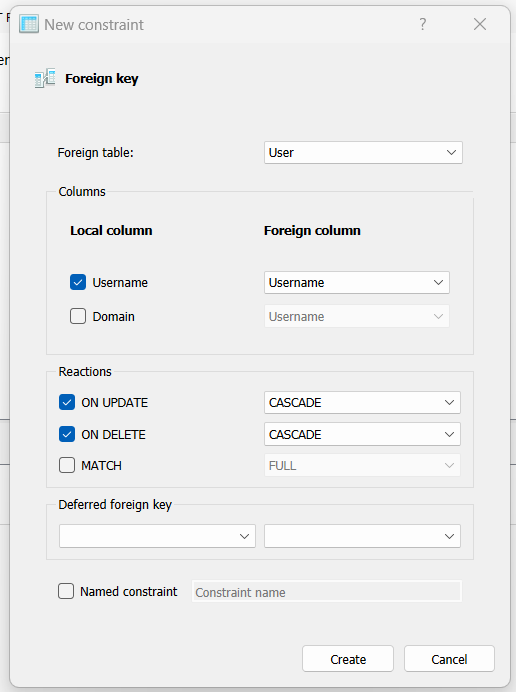 New constraint
Foreign key
Foreign table: User
Columns
Local column Foreign column
Username Username
Domain Username
Reactions
ON UPDATE CASCADE
ON DELETE CASCADE
MATCH FULL
Deferred foreign key
Named constraint Constraint name
Create Cancel